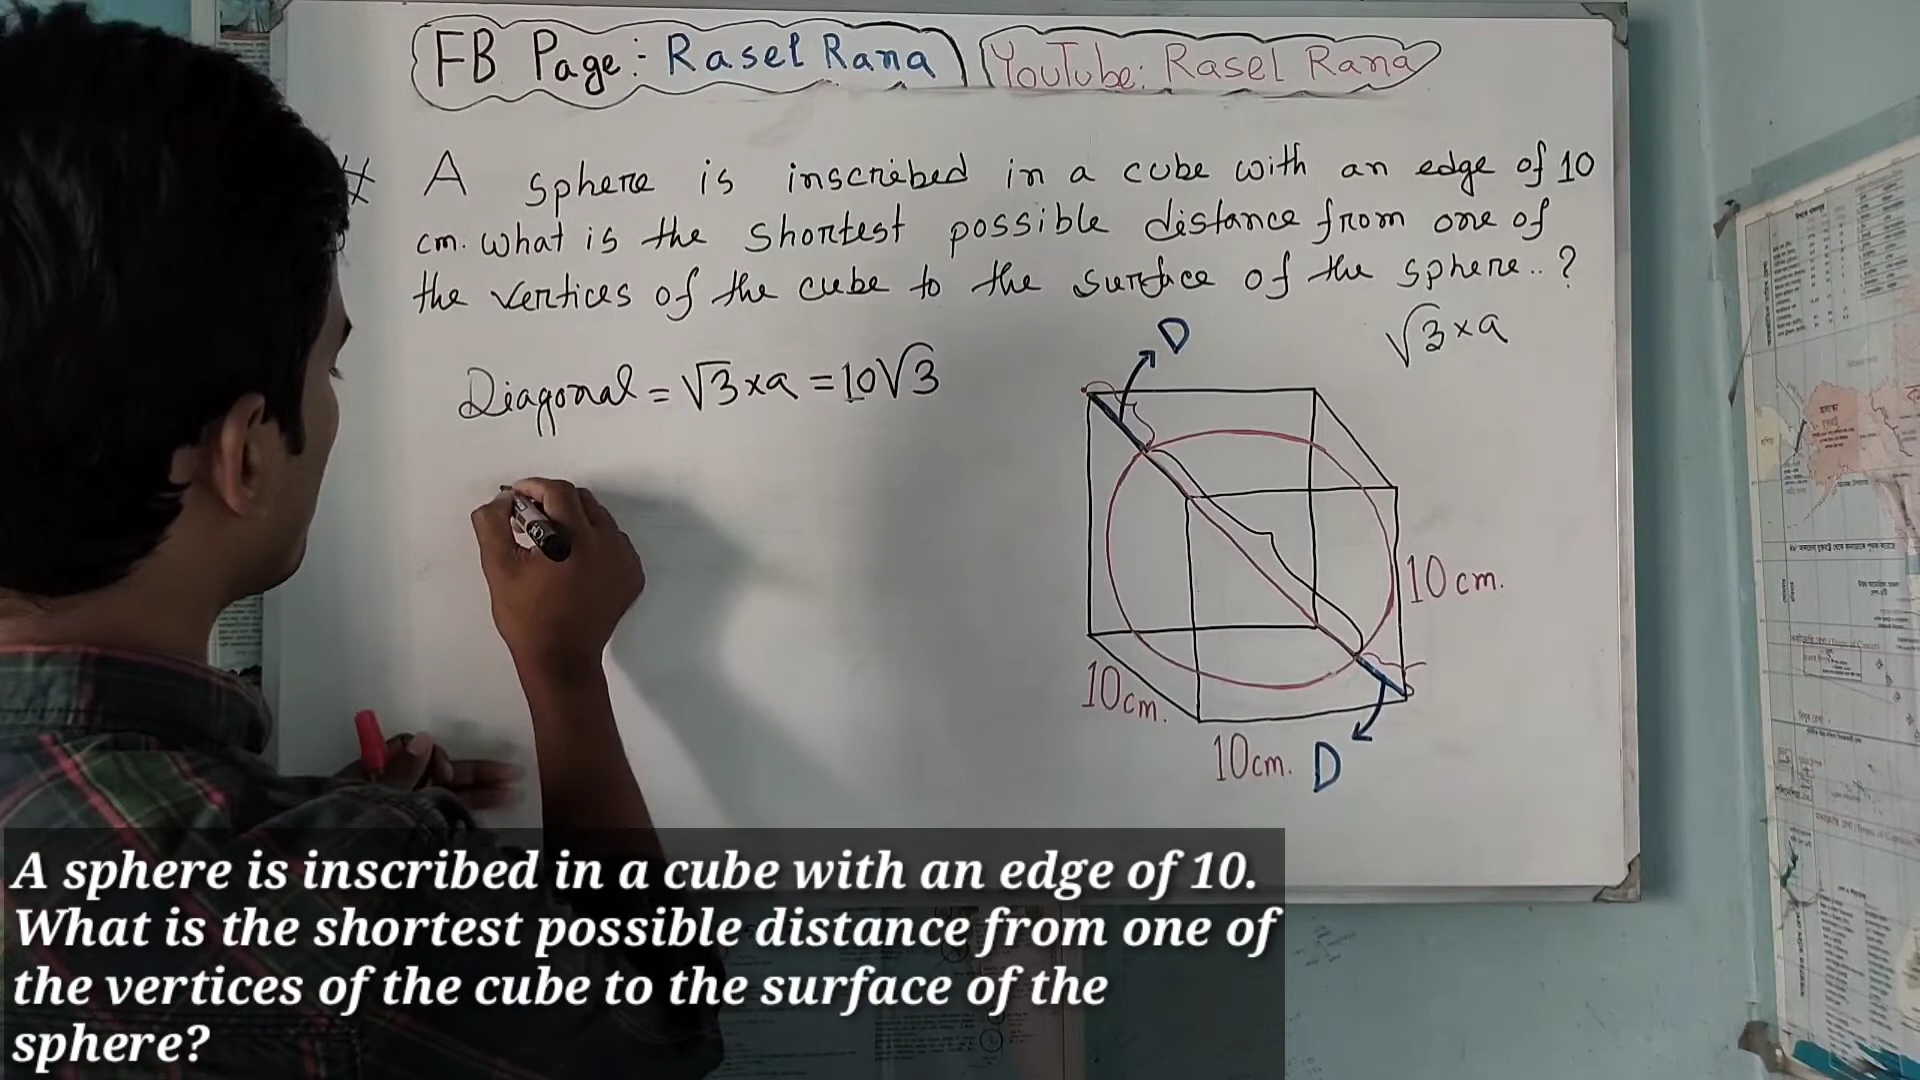 FB Page:- Rasel Rana
YouTube: Rasel Rana
# A sphere is inscribed in a cube with an edge of 10
cm. what is the shortest possible distance from one of
the vertices of the cube to the surface of the sphere..?
√3×a
Diagonal = √3×a = 10√3
D
10cm.
10cm.
10cm.
D
A sphere is inscribed in a cube with an edge of 10.
What is the shortest possible distance from one of
the vertices of the cube to the surface of the
sphere?